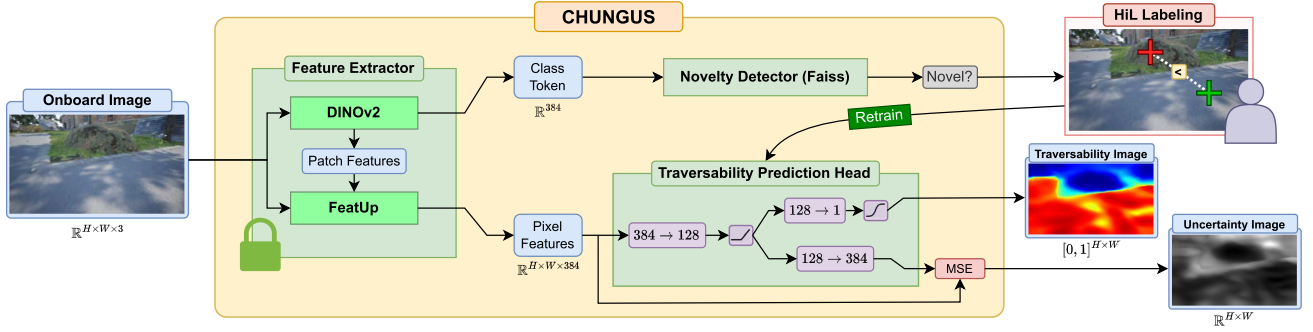 CHUNGUS
HiL Labeling
<
Onboard Image
ℝ^{H×W×3}
Feature Extractor
DINOv2
Patch Features
FeatUp
Class
Token
ℝ^{384}
Novelty Detector (Faiss)
Novel?
Retrain
Pixel
Features
ℝ^{H×W×384}
Traversability Prediction Head
384 → 128
128 → 1
128 → 384
MSE
Traversability Image
[0, 1]^{H×W}
Uncertainty Image
ℝ^{H×W}